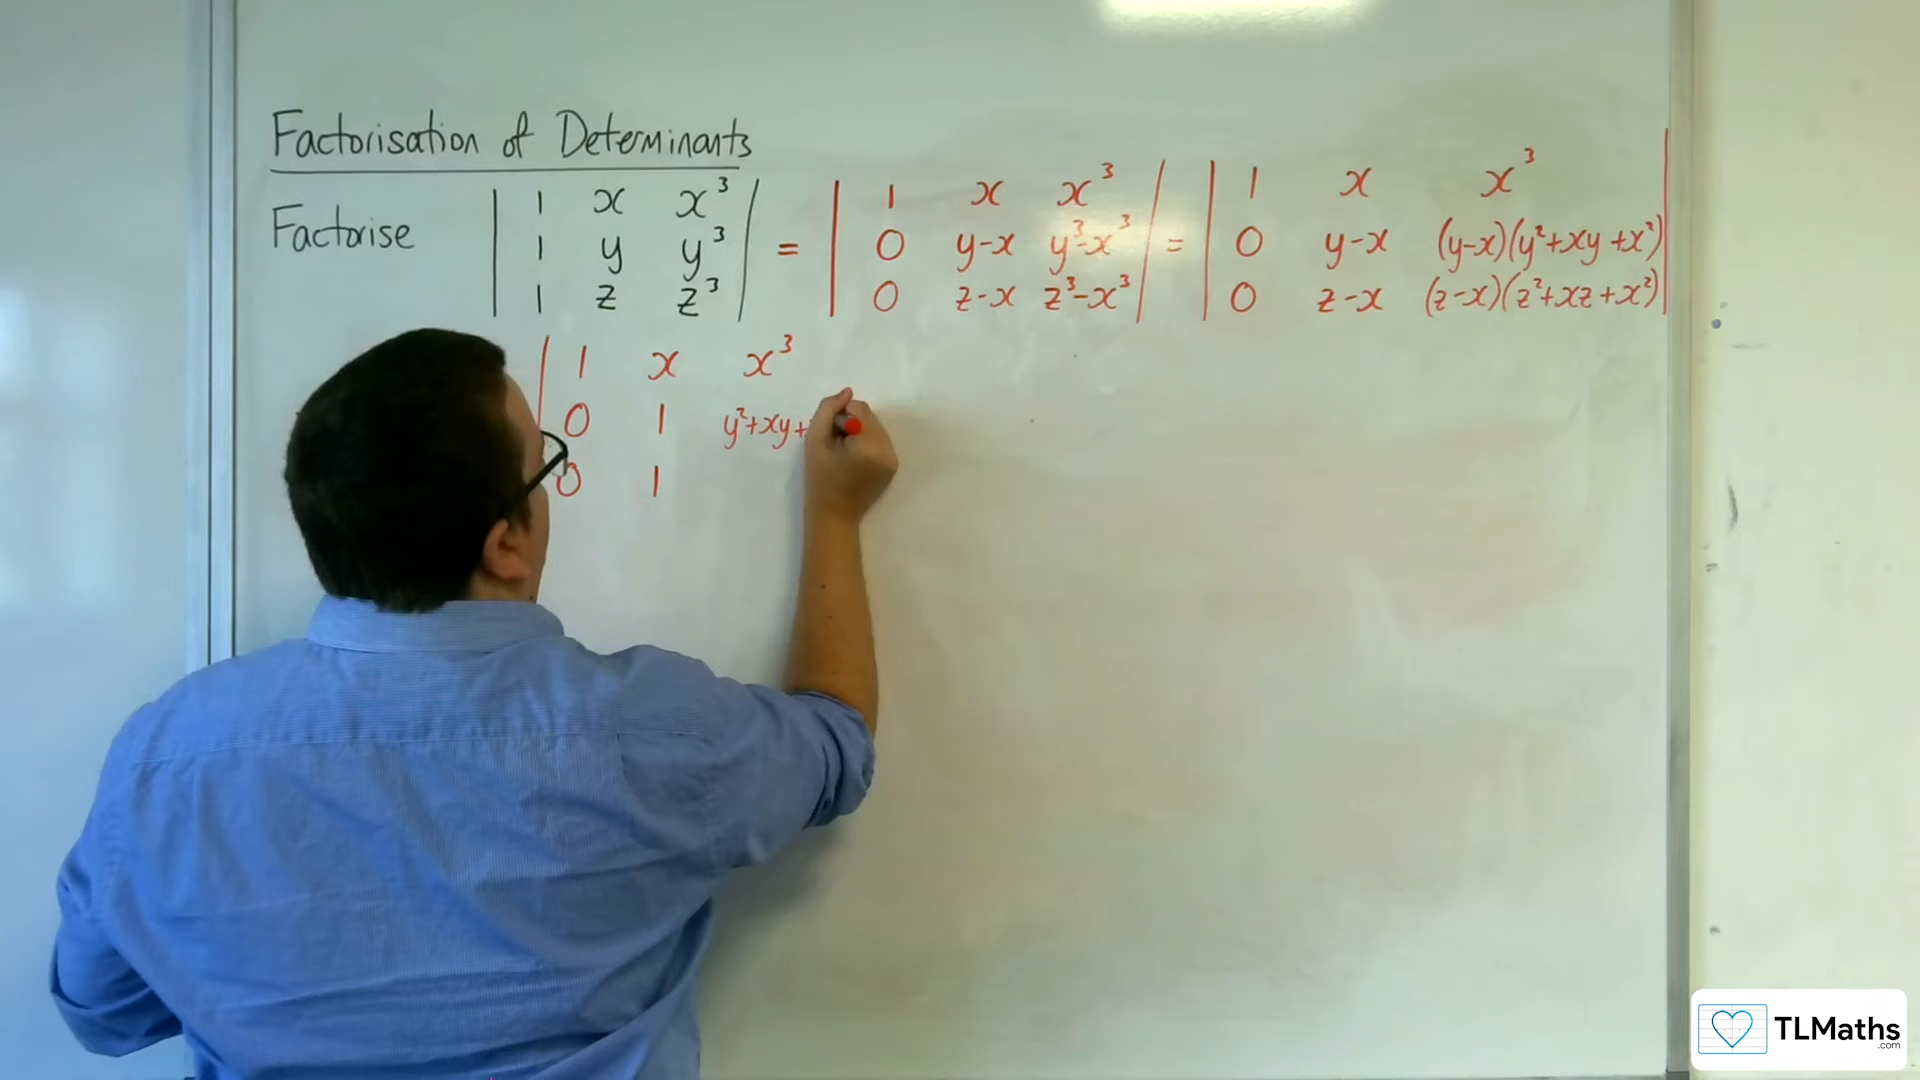 Factorisation of Determinants
Factorise | 1 x x³ | = | 1 x x³ | = | 1 x x³ |
| 1 y y³ | | 0 y-x y³-x³ | | 0 y-x (y-x)(y²+xy+x²) |
| 1 z z³ | | 0 z-x z³-x³ | | 0 z-x (z-x)(z²+xz+x²) |
| 1 x x³
| 0 1 y²+xy+
0 1
TLMaths
.com